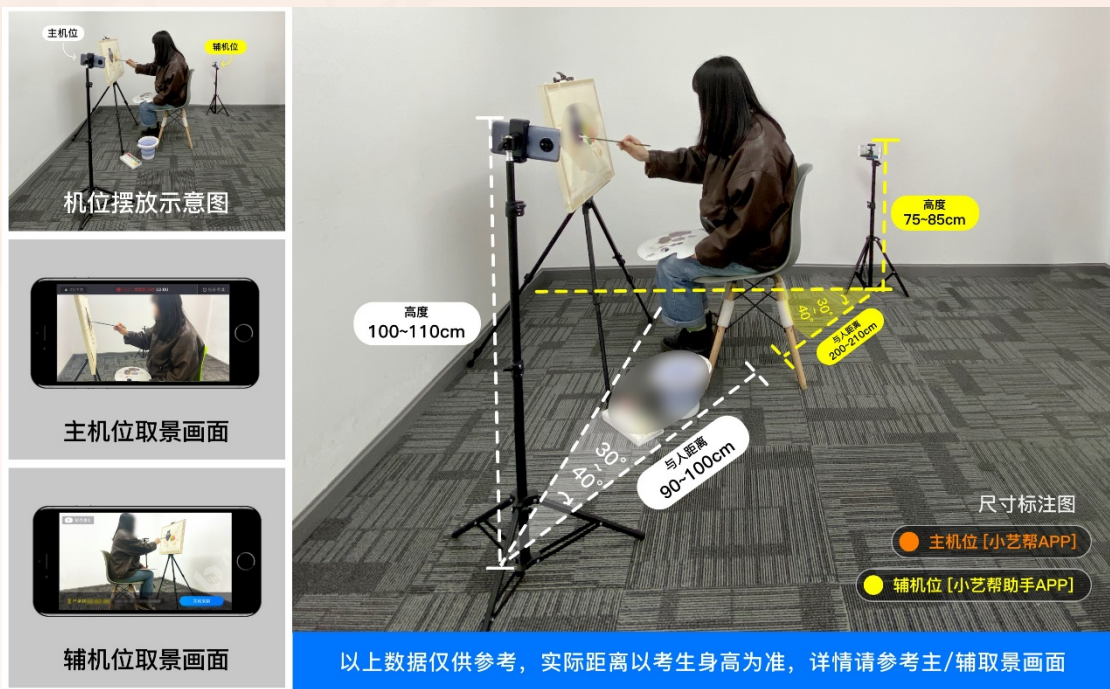 主机位
辅机位
机位摆放示意图
主机位取景画面
辅机位取景画面
高度
100~110cm
高度
75~85cm
30°
~
40°
与人距离
200~210cm
30°
~
40°
与人距离
90~100cm
尺寸标注图
主机位 [小艺帮APP]
辅机位 [小艺帮助手APP]
以上数据仅供参考，实际距离以考生身高为准，详情请参考主/辅取景画面